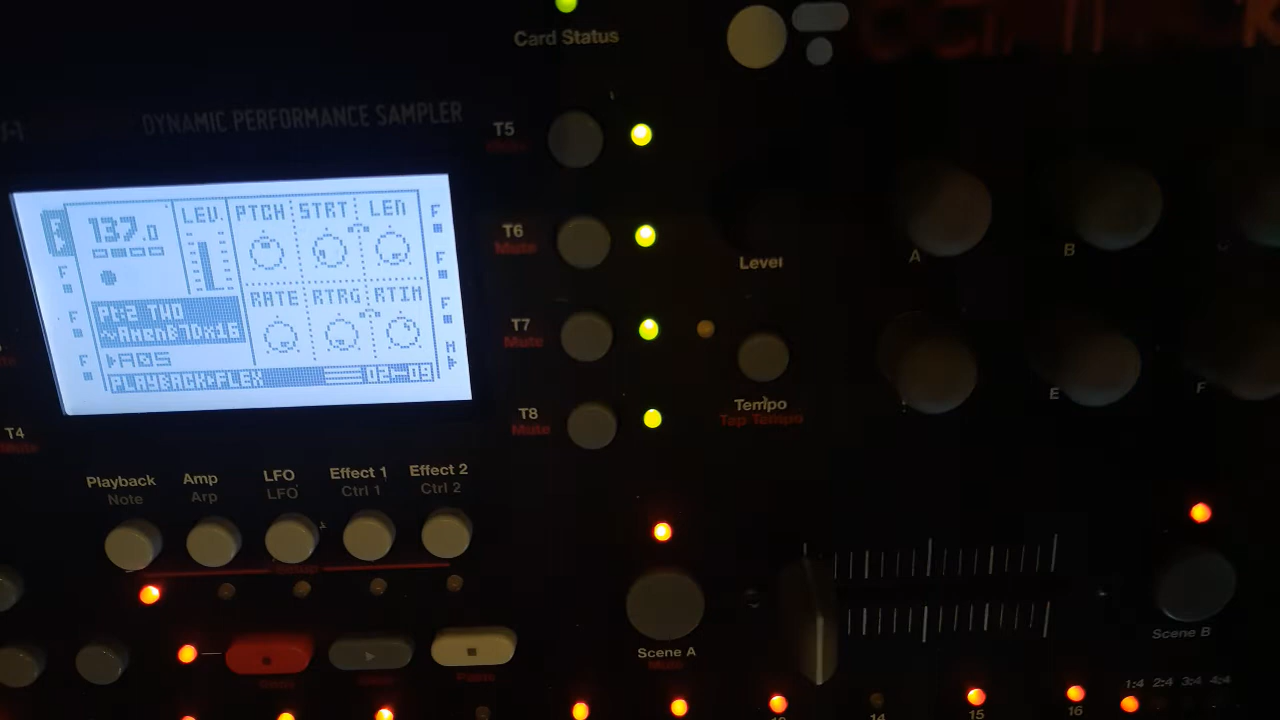 Card Status
DYNAMIC PERFORMANCE SAMPLER
T5
T6
Mute
T7
Mute
T8
Mute
T4
137.0
LEV
PTCH
STRT
LEN
RATE
RTRG
RTIM
F
F
F
F
F
F
F
M
Pt:2 TWO
A05
PLAYBACK
FLEX
02
09
Level
Tempo
Tap Tempo
A
B
E
F
Playback
Note
Amp
Arp
LFO
LFO
Effect 1
Ctrl 1
Effect 2
Ctrl 2
Scene A
Mute
Scene B
1:4 2:4 3:4 4:4
14
15
16